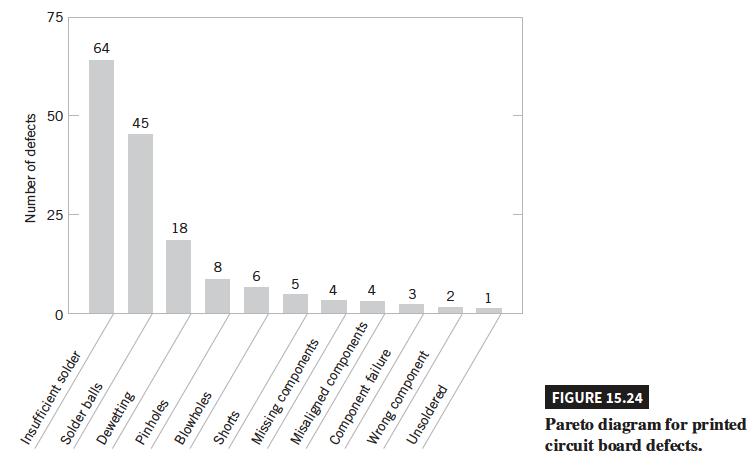 75
64
50
45
Number of defects
25
18
8
6
5
4
4
3
2
1
0
Insufficient solder
Solder balls
Dewetting
Pinholes
Blowholes
Shorts
Missing components
Misaligned components
Component failure
Wrong component
Unsoldered
FIGURE 15.24
Pareto diagram for printed
circuit board defects.